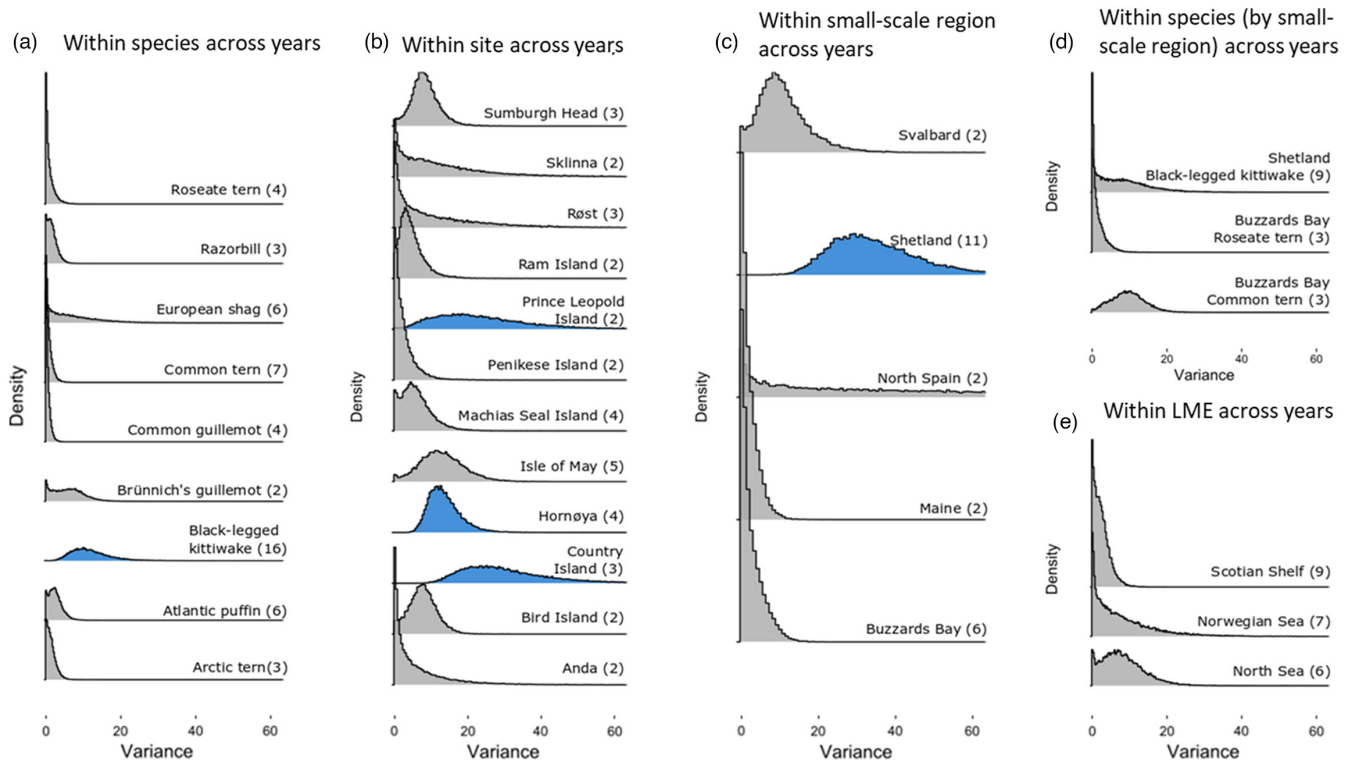 (a) Within species across years
Density
Roseate tern (4)
Razorbill (3)
European shag (6)
Common tern (7)
Common guillemot (4)
Brünnich's guillemot (2)
Black-legged
kittiwake (16)
Atlantic puffin (6)
Arctic tern(3)
0 20 40 60
Variance
(b) Within site across years
Density
Sumburgh Head (3)
Sklinna (2)
Røst (3)
Ram Island (2)
Prince Leopold
Island (2)
Penikese Island (2)
Machias Seal Island (4)
Isle of May (5)
Hornøya (4)
Country
Island (3)
Bird Island (2)
Anda (2)
0 20 40 60
Variance
(c) Within small-scale region
across years
Density
Svalbard (2)
Shetland (11)
North Spain (2)
Maine (2)
Buzzards Bay (6)
0 20 40 60
Variance
(d) Within species (by small-
scale region) across years
Density
Shetland
Black-legged kittiwake (9)
Buzzards Bay
Roseate tern (3)
Buzzards Bay
Common tern (3)
0 20 40 60
Variance
(e) Within LME across years
Density
Scotian Shelf (9)
Norwegian Sea (7)
North Sea (6)
0 20 40 60
Variance